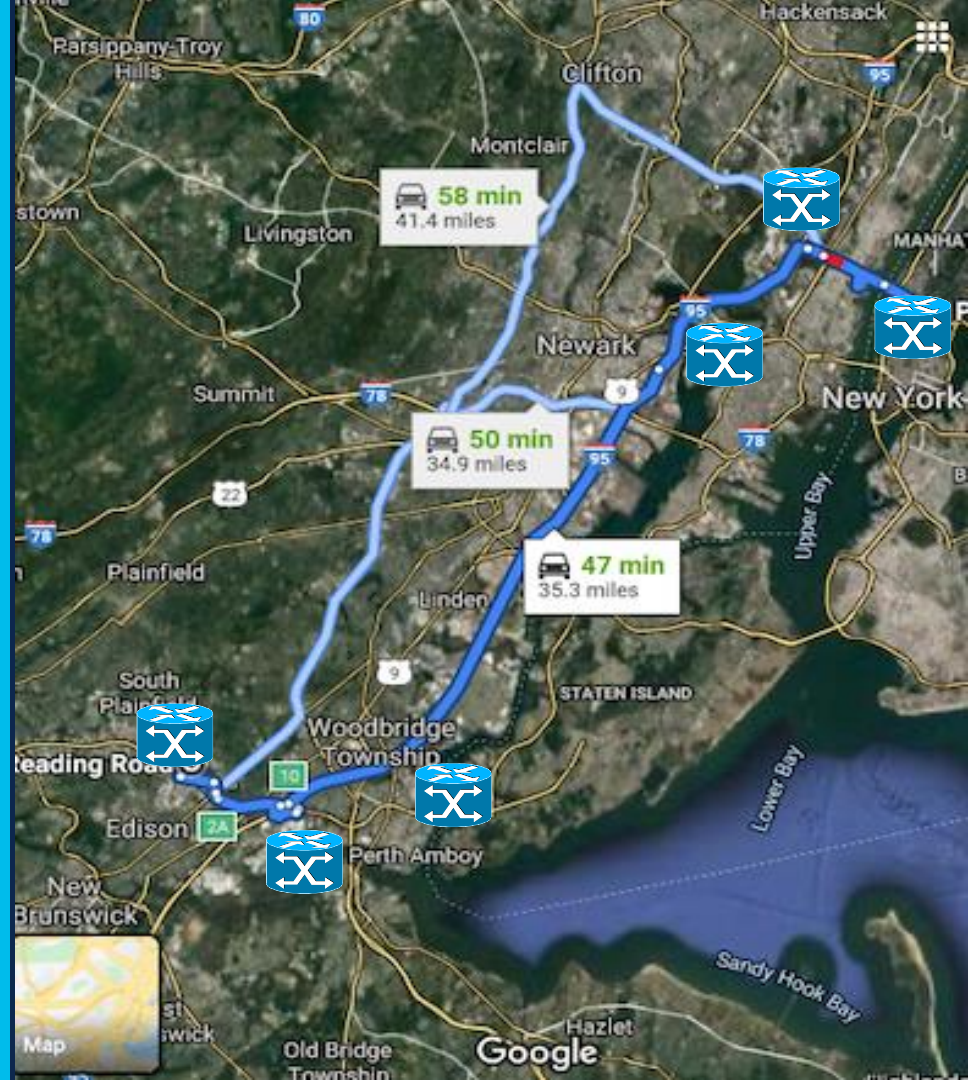 Hackensack
80
Parsippany-Troy
Hills
Clifton
95
Montclair
58 min
41.4 miles
stown
Livingston
MANHAT
95
P
Newark
Summit
78
9
New York
50 min
34.9 miles
95
78
22
78
Upper Bay
B
Plainfield
47 min
35.3 miles
Linden
9
South
Plainfield
STATEN ISLAND
Woodbridge
Township
Reading Road
10
Lower Bay
Edison
2A
Perth Amboy
New
Brunswick
Sandy Hook Bay
st
swick
Hazlet
Map
Old Bridge
Township
Google
95